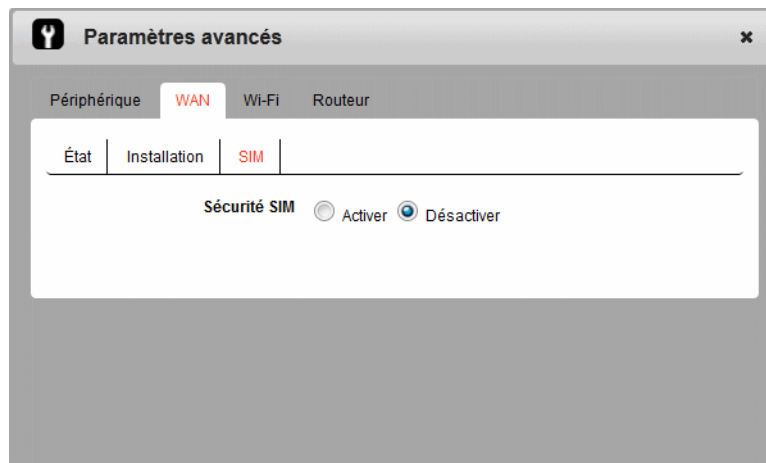 Paramètres avancés
Périphérique WAN Wi-Fi Routeur
État Installation SIM
Sécurité SIM Activer Désactiver